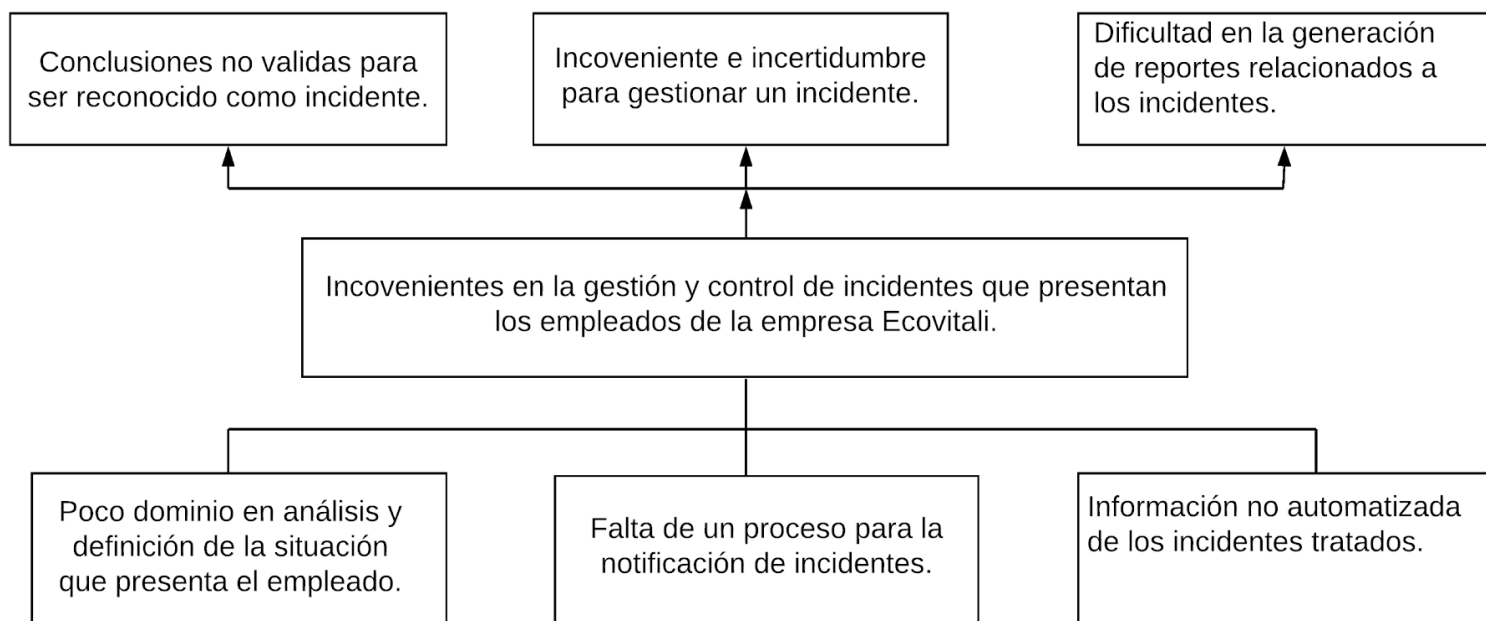 Conclusiones no validas para
ser reconocido como incidente.
Incoveniente e incertidumbre
para gestionar un incidente.
Dificultad en la generación
de reportes relacionados a
los incidentes.
Incovenientes en la gestión y control de incidentes que presentan
los empleados de la empresa Ecovitali.
Poco dominio en análisis y
definición de la situación
que presenta el empleado.
Falta de un proceso para la
notificación de incidentes.
Información no automatizada
de los incidentes tratados.